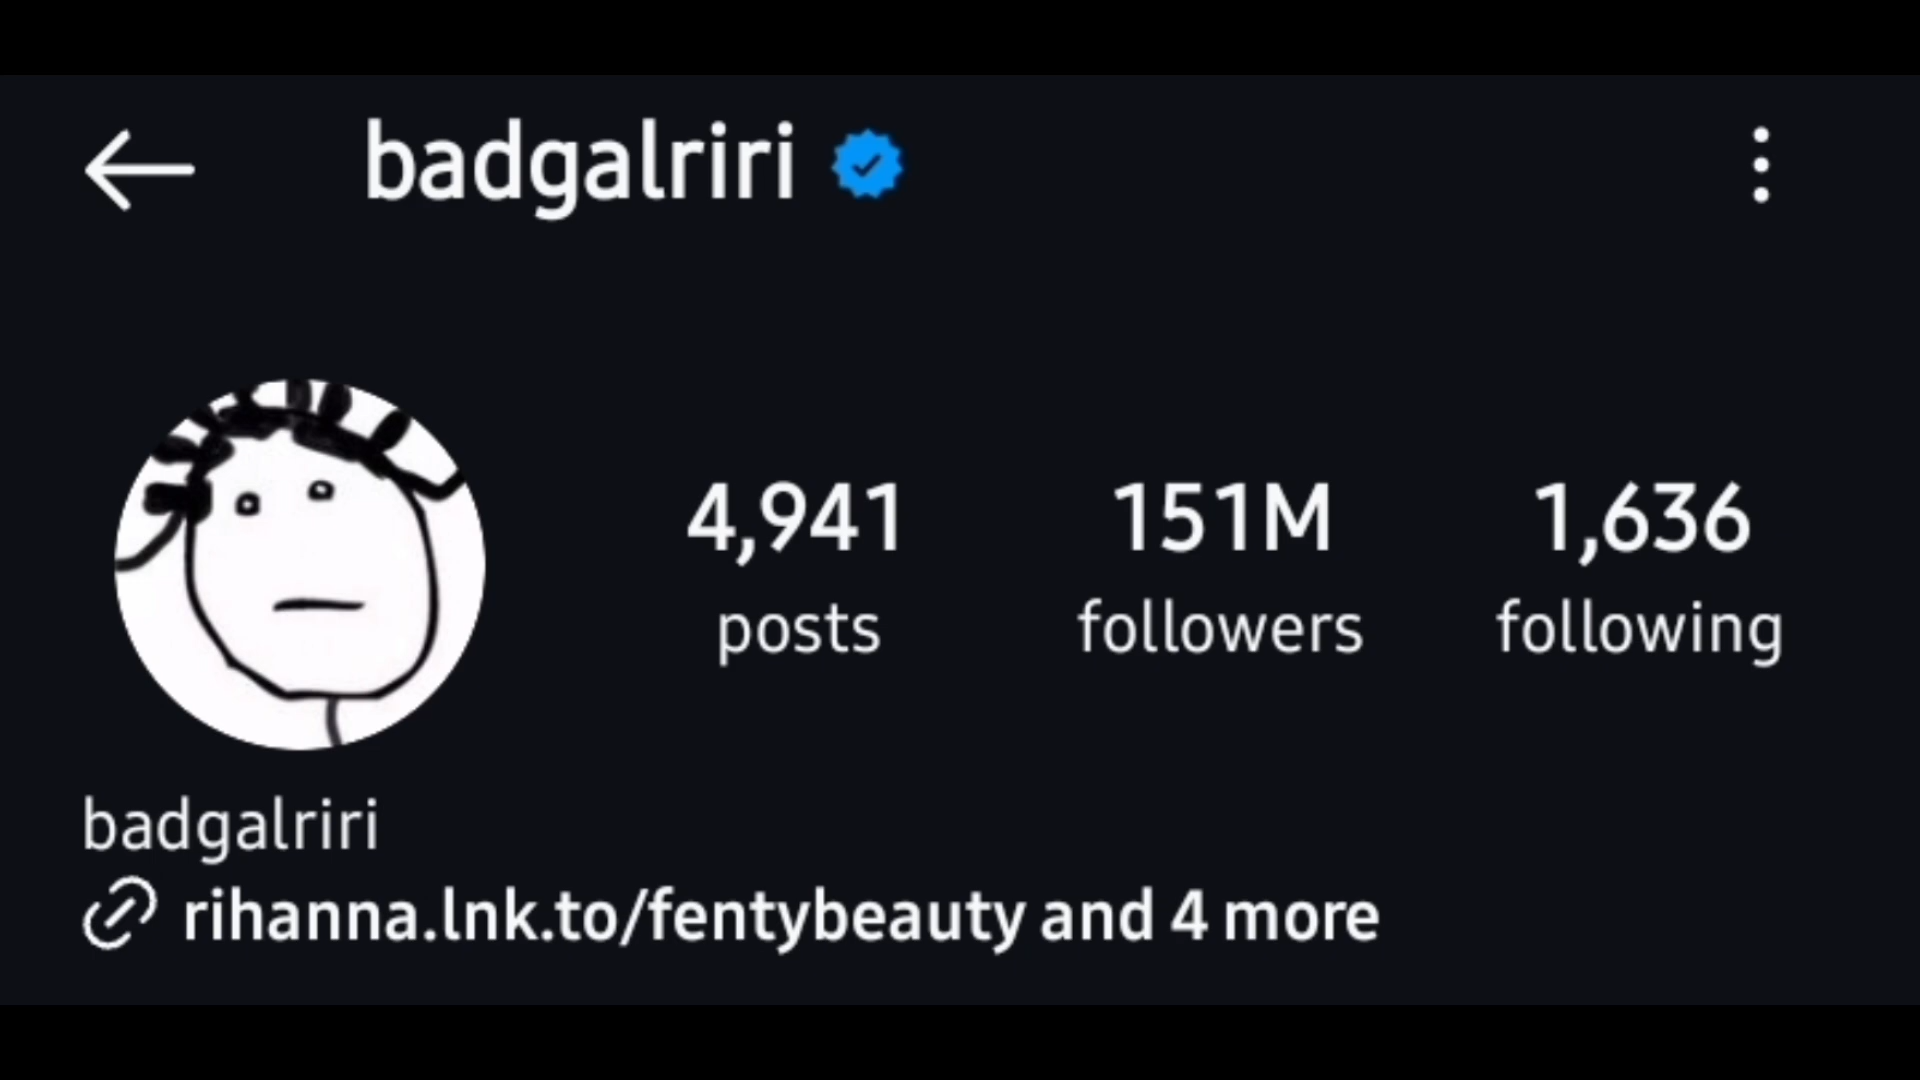 badgalriri
4,941 151M 1,636
posts followers following
badgalriri
rihanna.lnk.to/fentybeauty and 4 more